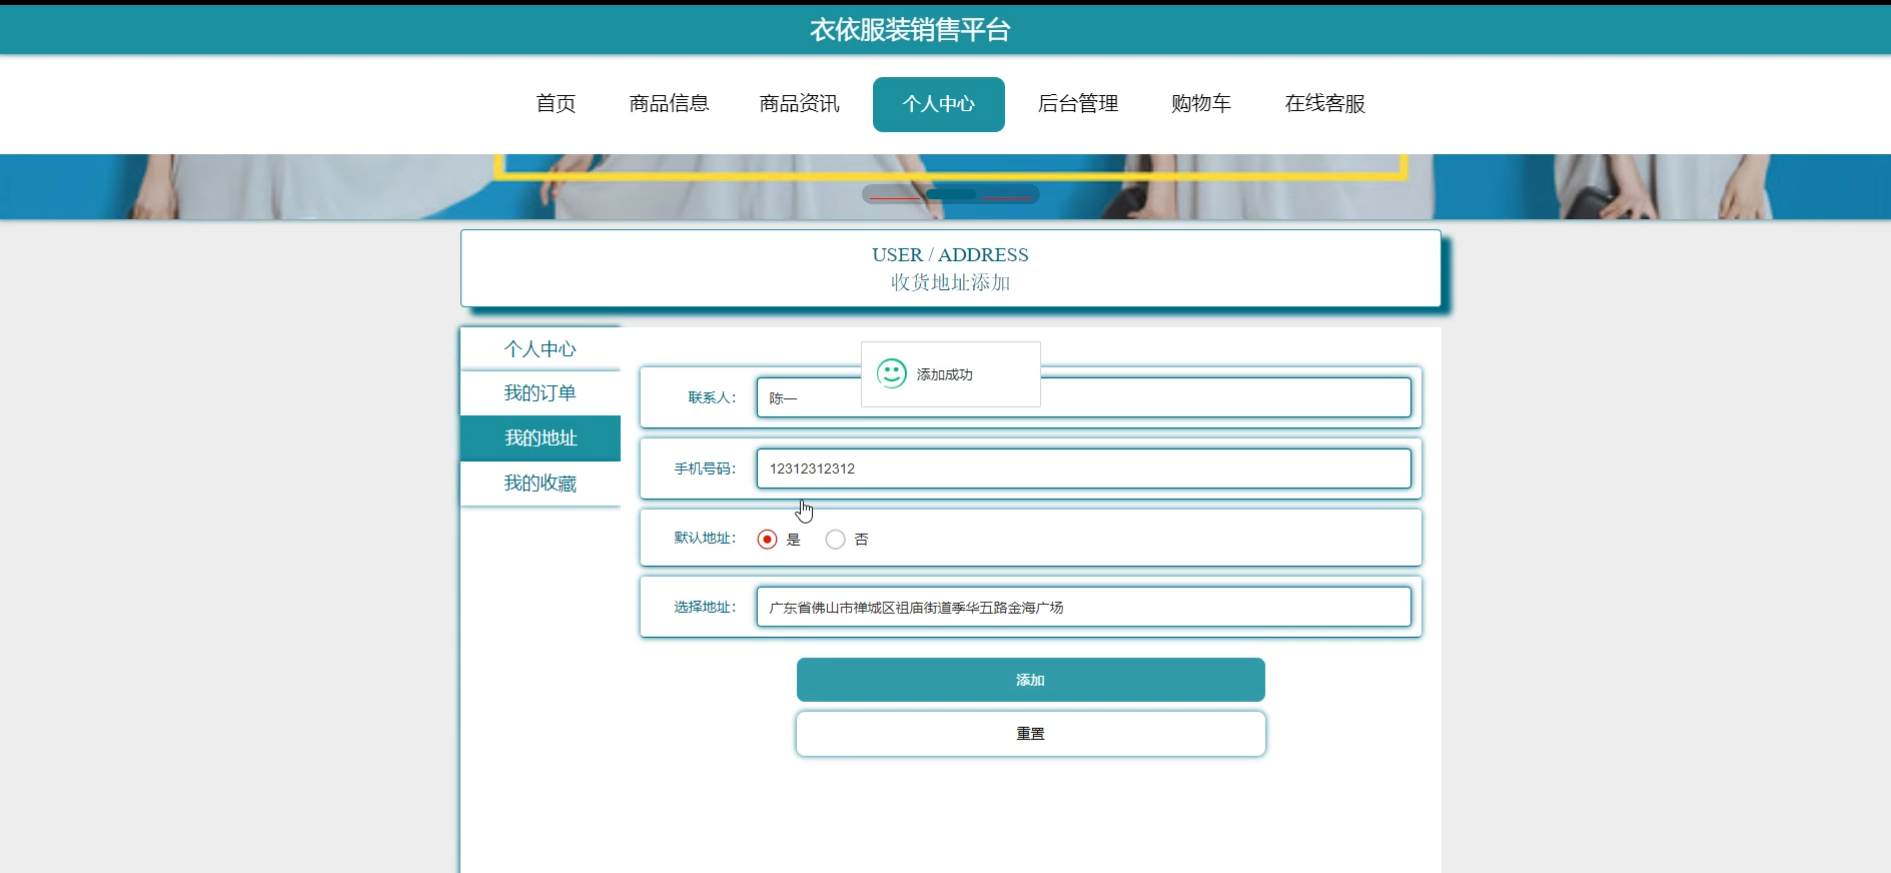 衣依服装销售平台
首页 商品信息 商品资讯 个人中心 后台管理 购物车 在线客服
USER / ADDRESS
收货地址添加
个人中心
我的订单
我的地址
我的收藏
添加成功
联系人： 陈一
手机号码： 12312312312
默认地址： 是 否
选择地址： 广东省佛山市禅城区祖庙街道季华五路金海广场
添加
重置